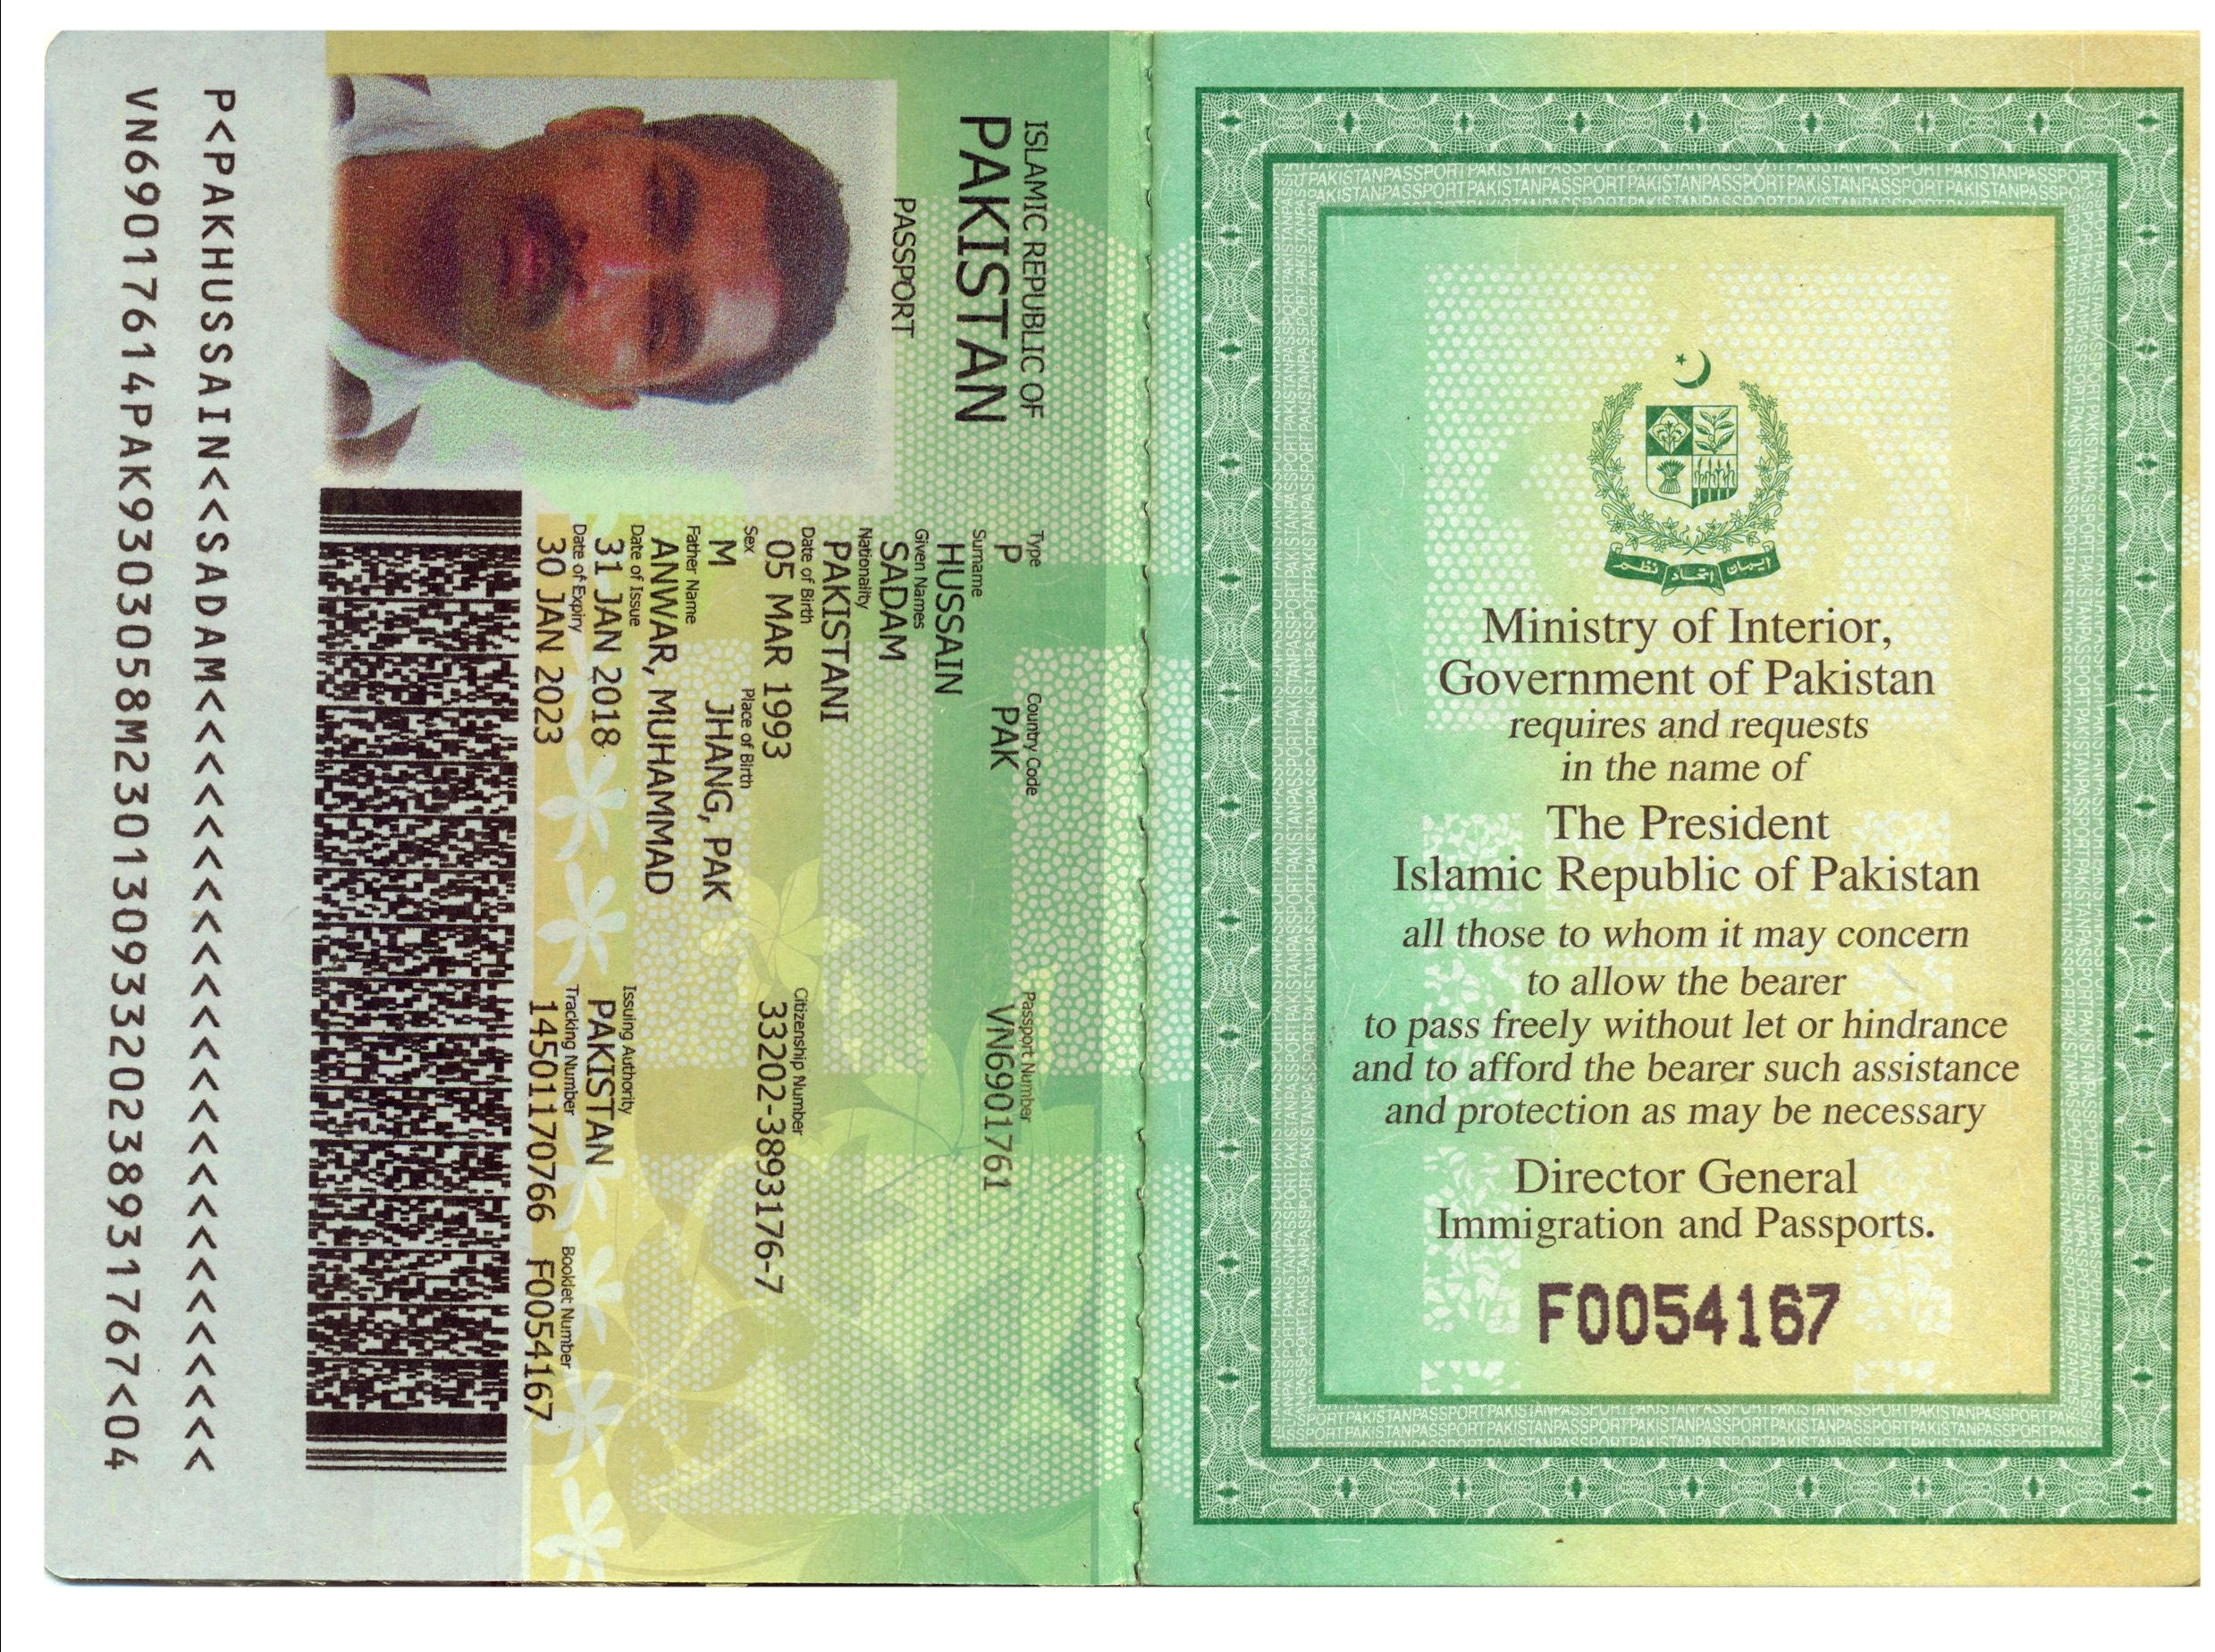 ISLAMIC REPUBLIC OF
PAKISTAN
PASSPORT
Type Country Code Passport Number
P PAK VN6901761
Surname
HUSSAIN
Given Names
SADAM
Nationality
PAKISTANI
Date of Birth Citizenship Number
05 MAR 1993 33202-3893176-7
Sex Place of Birth
M JHANG, PAK
Father Name
ANWAR, MUHAMMAD
Date of Issue Issuing Authority
31 JAN 2018 PAKISTAN
Date of Expiry Tracking Number Booklet Number
30 JAN 2023 14501170766 F0054167
P<PAKHUSSAIN<<SADAM<<<<<<<<<<<<<<<<<<<<<<<<<
VN69017614PAK9303058M23013093320238931767<04
ایمان اتحاد نظم
Ministry of Interior,
Government of Pakistan
requires and requests
in the name of
The President
Islamic Republic of Pakistan
all those to whom it may concern
to allow the bearer
to pass freely without let or hindrance
and to afford the bearer such assistance
and protection as may be necessary
Director General
Immigration and Passports.
F0054167